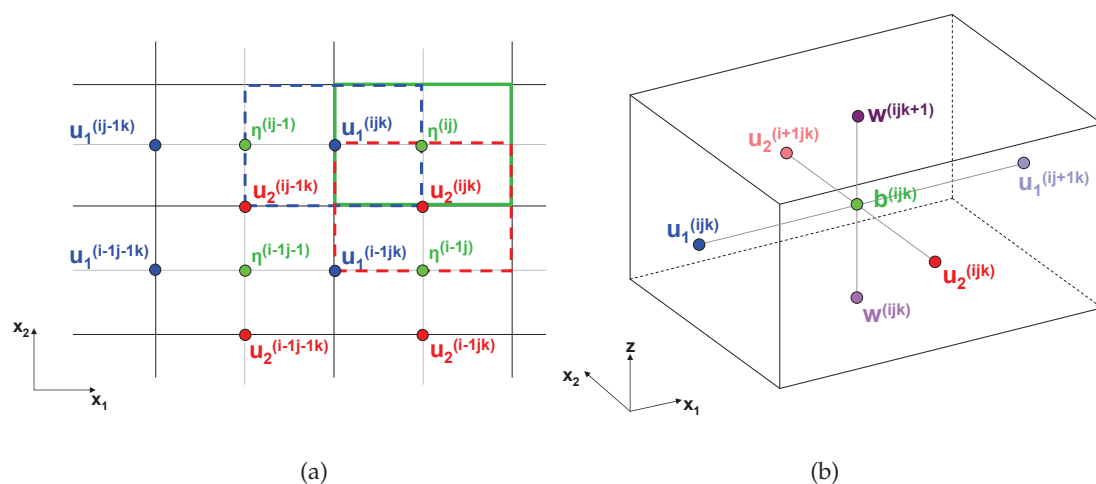 u₁(ij-1k) η(ij-1) u₁(ijk) η(ij)
u₂(ij-1k) u₂(ijk)
u₁(i-1j-1k) η(i-1j-1) u₁(i-1jk) η(i-1j)
u₂(i-1j-1k) u₂(i-1jk)
x₂
x₁
(a)
w(ijk+1)
u₂(i+1jk)
u₁(ij+1k)
b(ijk)
u₁(ijk)
u₂(ijk)
w(ijk)
z
x₂
x₁
(b)